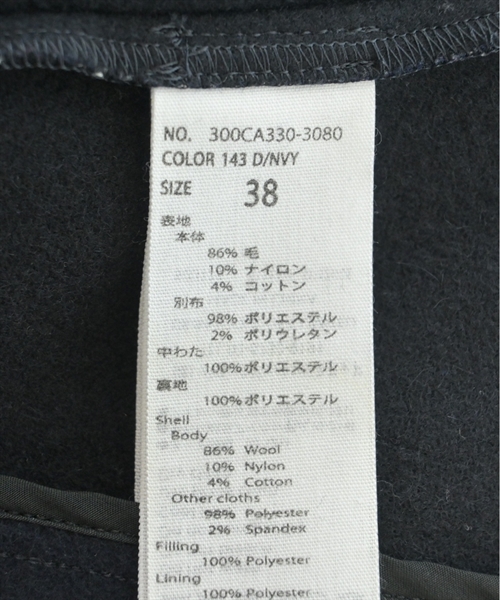 NO. 300CA330-3080
COLOR 143 D/NVY
SIZE 38
表地
本体
86% 毛
10% ナイロン
4% コットン
別布
98% ポリエステル
2% ポリウレタン
中わた
100% ポリエステル
裏地
100% ポリエステル
Shell
Body
86% Wool
10% Nylon
4% Cotton
Other cloths
98% Polyester
2% Spandex
Filling
100% Polyester
Lining
100% Polyester